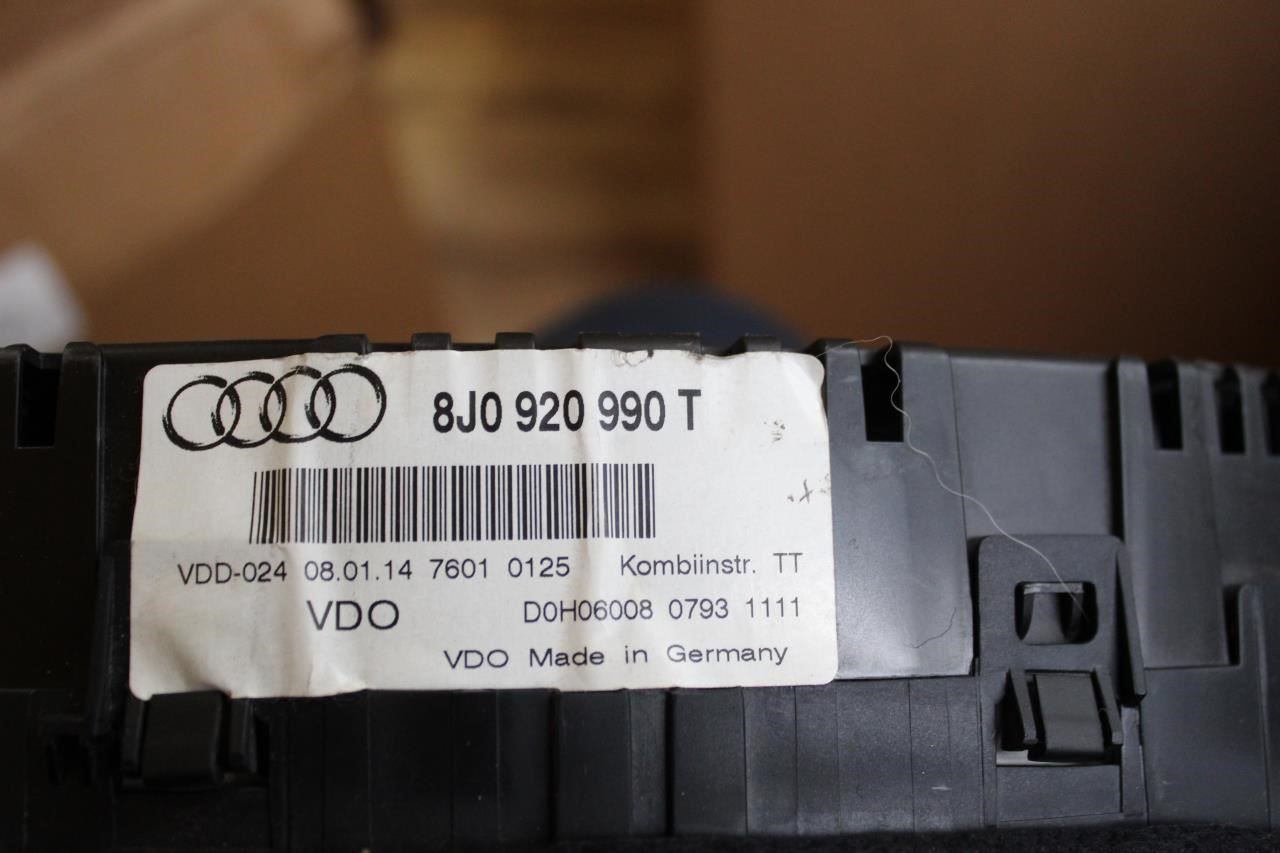 8J0 920 990 T
VDD-024 08.01.14 7601 0125 Kombiinstr. TT
VDO D0H06008 0793 1111
VDO Made in Germany